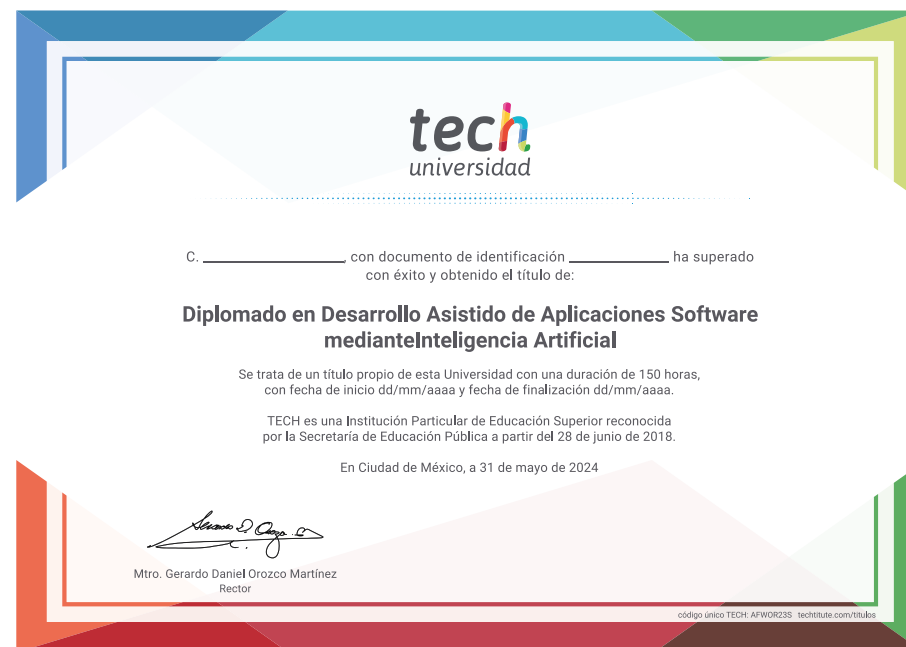 tech
universidad
C. ____________, con documento de identificación ____________ ha superado
con éxito y obtenido el título de:
Diplomado en Desarrollo Asistido de Aplicaciones Software
medianteInteligencia Artificial
Se trata de un título propio de esta Universidad con una duración de 150 horas,
con fecha de inicio dd/mm/aaaa y fecha de finalización dd/mm/aaaa.
TECH es una Institución Particular de Educación Superior reconocida
por la Secretaría de Educación Pública a partir del 28 de junio de 2018.
En Ciudad de México, a 31 de mayo de 2024
Mtro. Gerardo Daniel Orozco Martínez
Rector
código único TECH: AFWOR23S techtitute.com/titulos